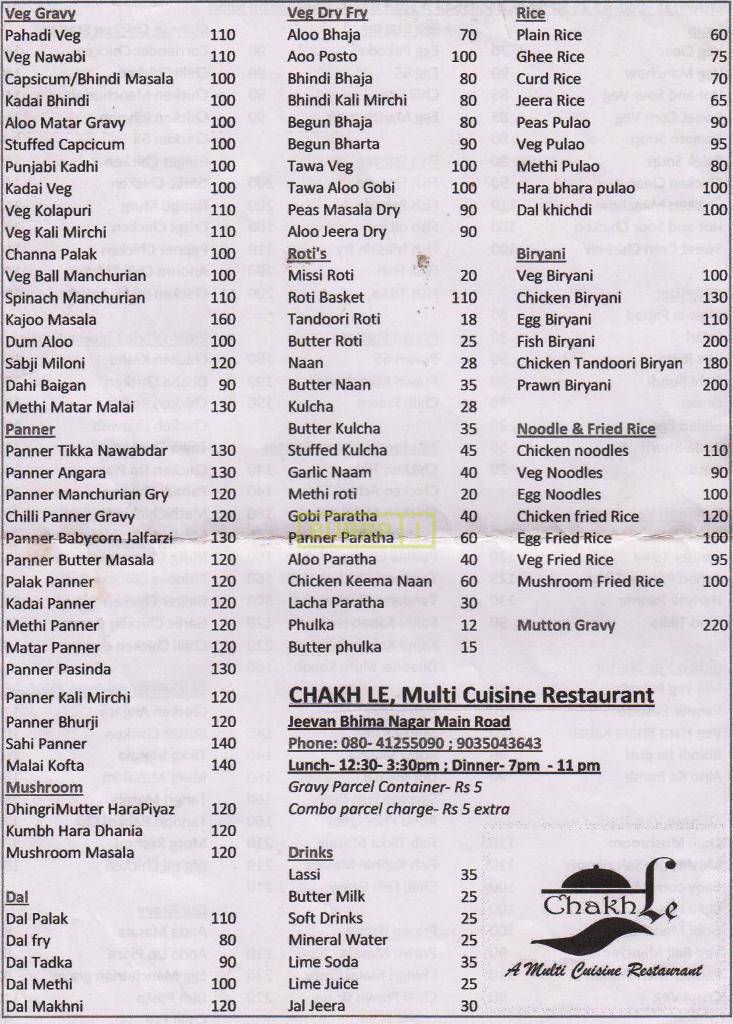 Veg Gravy
Pahadi Veg 110
Veg Nawabi 110
Capsicum/Bhindi Masala 100
Kadai Bhindi 100
Aloo Matar Gravy 100
Stuffed Capcicum 100
Punjabi Kadhi 100
Kadai Veg 100
Veg Kolapuri 110
Veg Kali Mirchi 110
Channa Palak 100
Veg Ball Man 100
Spinach Manchurian 110
Kajoo Masala 160
Dum Aloo 100
Sabji Miloni 120
Dahi Baigan 90
Methi Matar Malai 130
Panner
Panner Tikka Nawabdar 130
Panner Angara 130
Panner Manchurian Gry 120
Chilli Panner Gravy 120
Panner Babycorn Jalfarzi 130
Panner Butter Masala 120
Palak Panner 120
Kadai Panner 120
Methi Panner 120
Matar Panner 120
Panner Pasinda 130
Panner Kali Mirchi 120
Panner Bhurji 120
Sahi Panner 140
Malai Kofta 140
Mushroom
DhingriMutter HaraPiyaz 120
Kumbh Hara Dhania 120
Mushroom Masala 120
Dal
Dal Palak 110
Dal fry 80
Dal Tadka 90
Dal Methi 100
Dal Makhni 120
Veg Dry Fry
Aloo Bhaja 70
Aoo Posto 100
Bhindi Bhaja 80
Bhindi Kali Mirchi 80
Begun Bhaja 80
Begun Bharta 90
Tawa Veg 100
Tawa Aloo Gobi 100
Peas Masala Dry 90
Aloo Jeera Dry 90
Roti's
Missi Roti 20
Roti Basket 110
Tandoori Roti 18
Butter Roti 25
Naan 28
Butter Naan 35
Kulcha 28
Butter Kulcha 35
Stuffed Kulcha 45
Garlic Naan 40
Methi roti 20
Gobi Paratha 40
Panner Paratha 60
Aloo Paratha 40
Chicken Keema Naan 60
Lacha Paratha 30
Phulka 12
Butter phulka 15
Rice
Plain Rice 60
Ghee Rice 75
Curd Rice 70
Jeera Rice 65
Peas Pulao 90
Veg Pulao 95
Methi Pulao 90
Hara bhara pulao 100
Dal khichdi 100
Biryani
Veg Biryani 100
Chicken Biryani 130
Egg Biryani 110
Fish Biryani 200
Chicken Tandoori Biryan 180
Prawn Biryani 200
Noodle & Fried Rice
Chicken noodles 110
Veg Noodles 90
Egg Noodles 100
Chicken fried Rice 120
Egg Fried Rice 100
Veg Fried Rice 95
Mushroom Fried Rice 100
Mutton Gravy 220
CHAKH LE, Multi Cuisine Restaurant
Jeevan Bhima Nagar Main Road
Phone: 080- 41255090 ; 9035043643
Lunch- 12:30- 3:30pm ; Dinner- 7pm - 11 pm
Gravy Parcel Container- Rs 5
Combo parcel charge- Rs 5 extra
Drinks
Lassi 35
Butter Milk 25
Soft Drinks 25
Mineral Water 25
Lime Soda 35
Lime Juice 25
Jal Jeera 30
Chakh Le
A Multi Cuisine Restaurant